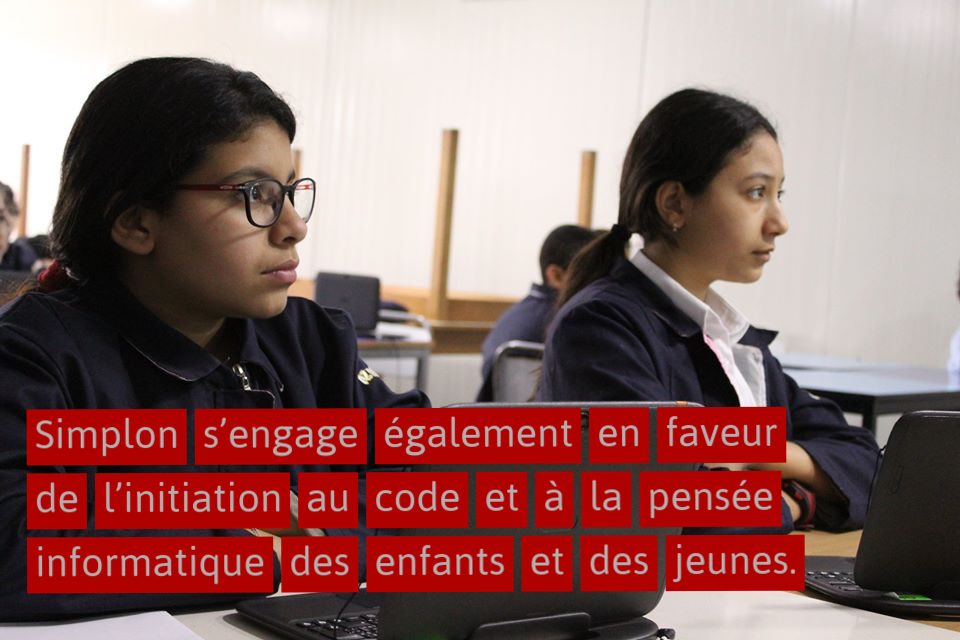 Simplon s’engage également en faveur
de l’initiation au code et à la pensée
informatique des enfants et des jeunes.